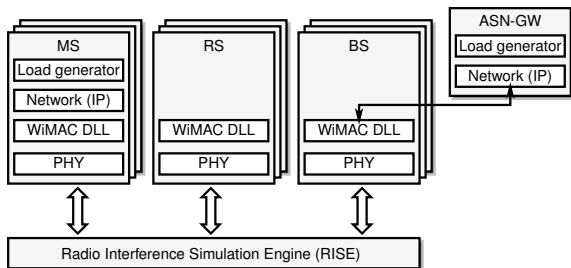 MS
Load generator
Network (IP)
WiMAC DLL
PHY
RS
WiMAC DLL
PHY
BS
WiMAC DLL
PHY
ASN-GW
Load generator
Network (IP)
Radio Interference Simulation Engine (RISE)